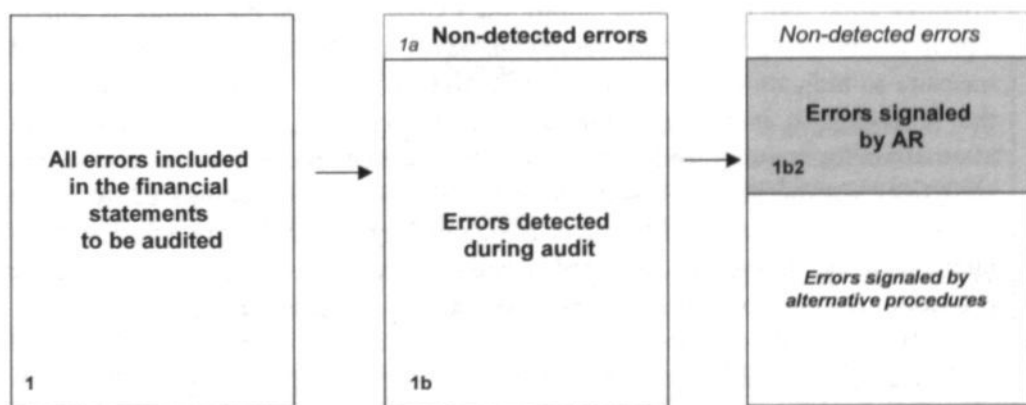 All errors included
in the financial
statements
to be audited
1
1a Non-detected errors
Errors detected
during audit
1b
Non-detected errors
Errors signaled
by AR
1b2
Errors signaled by
alternative procedures